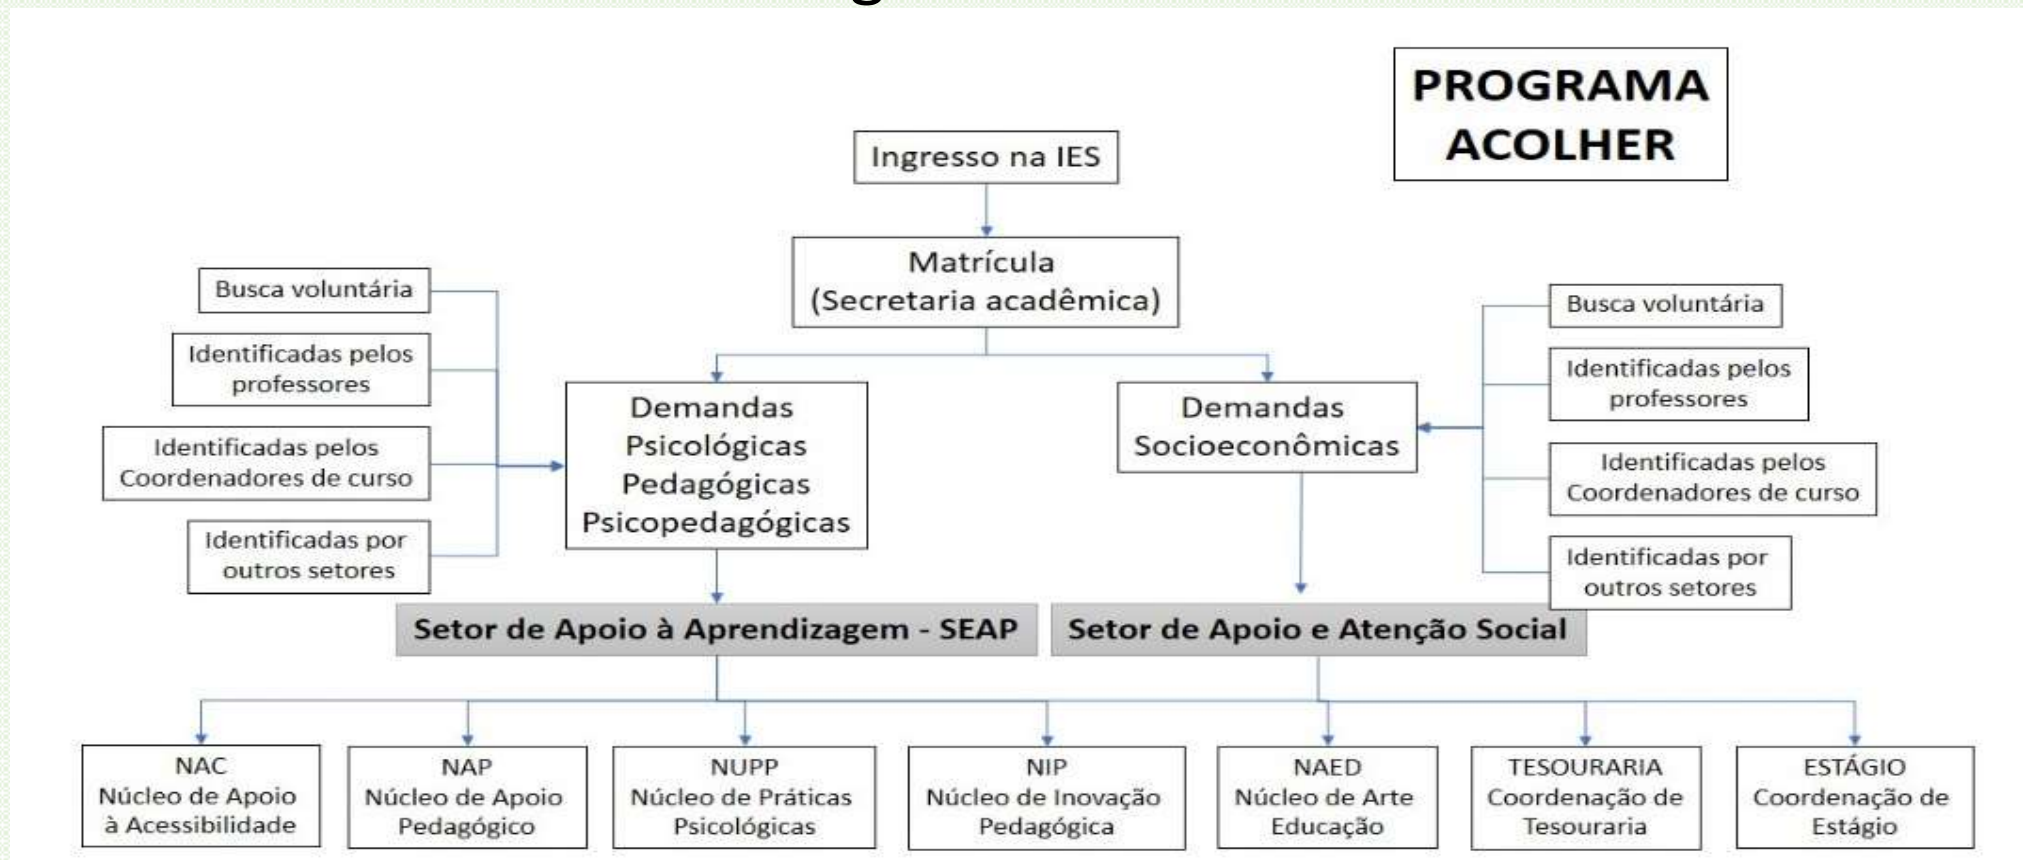 PROGRAMA
ACOLHER
Ingresso na IES
Matrícula
(Secretaria acadêmica)
Busca voluntária
Identificadas pelos
professores
Identificadas pelos
Coordenadores de curso
Identificadas por
outros setores
Demandas
Psicológicas
Pedagógicas
Psicopedagógicas
Demandas
Socioeconômicas
Busca voluntária
Identificadas pelos
professores
Identificadas pelos
Coordenadores de curso
Identificadas por
outros setores
Setor de Apoio à Aprendizagem - SEAP
Setor de Apoio e Atenção Social
NAC
Núcleo de Apoio
à Acessibilidade
NAP
Núcleo de Apoio
Pedagógico
NUPP
Núcleo de Práticas
Psicológicas
NIP
Núcleo de Inovação
Pedagógica
NAED
Núcleo de Arte
Educação
TESOURARIA
Coordenação de
Tesouraria
ESTÁGIO
Coordenação de
Estágio